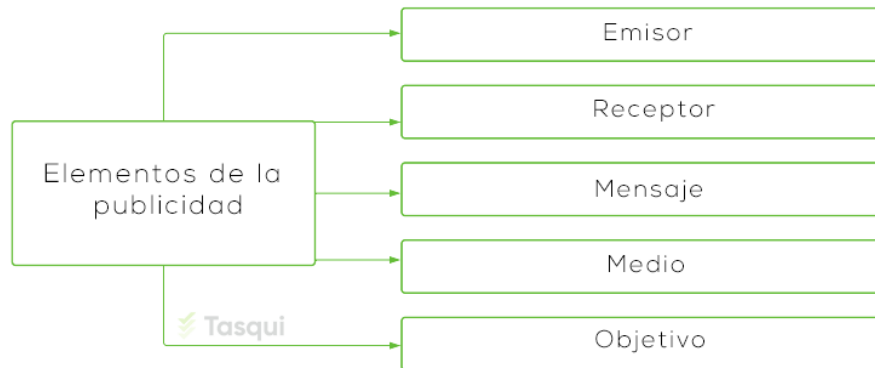 Emisor
Receptor
Elementos de la
publicidad
Mensaje
Medio
Tasqui
Objetivo